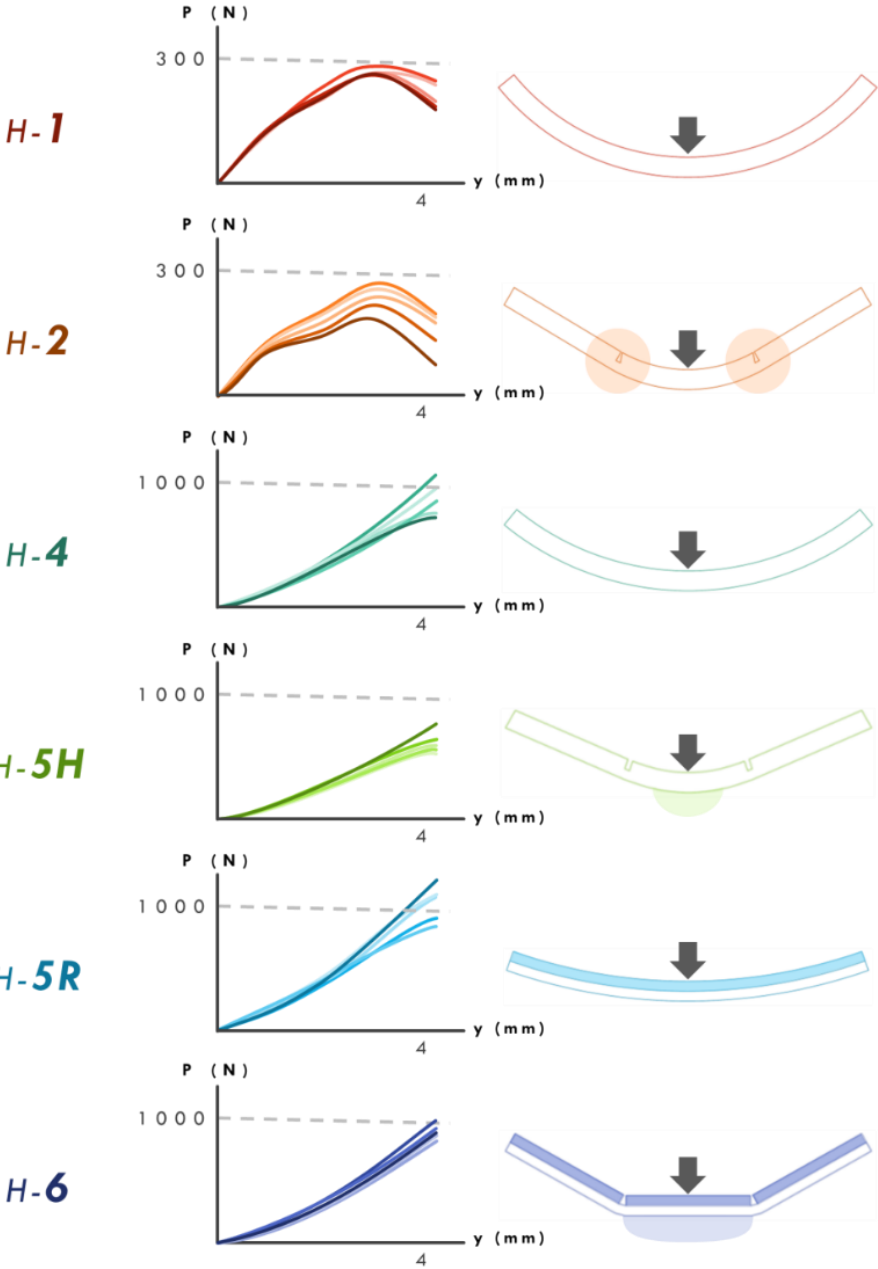 P (N)
300
H-1
y (mm)
4
P (N)
300
H-2
y (mm)
4
P (N)
1000
H-4
y (mm)
4
P (N)
1000
H-5H
y (mm)
4
P (N)
1000
H-5R
y (mm)
4
P (N)
1000
H-6
y (mm)
4